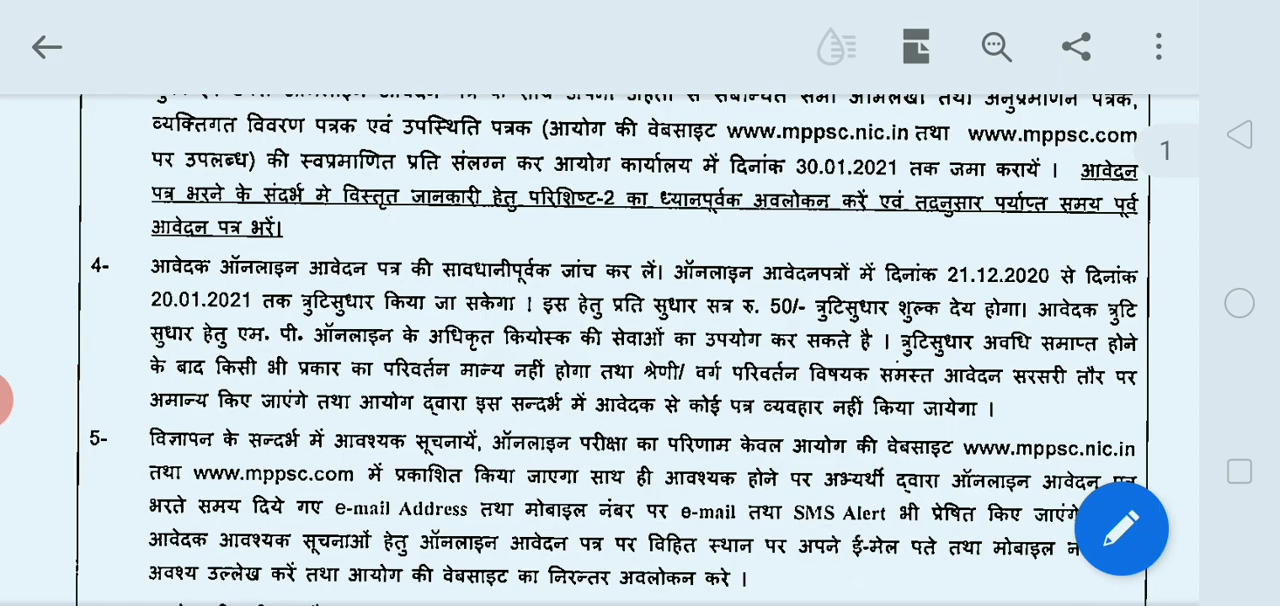 व्यक्तिगत विवरण पत्रक एवं उपस्थिति पत्रक (आयोग की वेबसाइट www.mppsc.nic.in तथा www.mppsc.com
1
पर उपलब्ध) की स्वप्रमाणित प्रति संलग्न कर आयोग कार्यालय में दिनांक 30.01.2021 तक जमा करायें । आवेदन
पत्र भरने के संदर्भ मे विस्तृत जानकारी हेतु परिशिष्ट-2 का ध्यानपूर्वक अवलोकन करें एवं तदनुसार पर्याप्त समय पूर्व
आवेदन पत्र भरें।
4- आवेदक ऑनलाइन आवेदन पत्र की सावधानीपूर्वक जांच कर लें। ऑनलाइन आवेदनपत्रों में दिनांक 21.12.2020 से दिनांक
20.01.2021 तक त्रुटिसुधार किया जा सकेगा । इस हेतु प्रति सुधार सत्र रु. 50/- त्रुटिसुधार शुल्क देय होगा। आवेदक त्रुटि
सुधार हेतु एम. पी. ऑनलाइन के अधिकृत कियोस्क की सेवाओं का उपयोग कर सकते है । त्रुटिसुधार अवधि समाप्त होने
के बाद किसी भी प्रकार का परिवर्तन मान्य नहीं होगा तथा श्रेणी/ वर्ग परिवर्तन विषयक समस्त आवेदन सरसरी तौर पर
अमान्य किए जाएंगे तथा आयोग द्वारा इस सन्दर्भ में आवेदक से कोई पत्र व्यवहार नहीं किया जायेगा ।
5- विज्ञापन के सन्दर्भ में आवश्यक सूचनायें, ऑनलाइन परीक्षा का परिणाम केवल आयोग की वेबसाइट www.mppsc.nic.in
तथा www.mppsc.com में प्रकाशित किया जाएगा साथ ही आवश्यक होने पर अभ्यर्थी द्वारा ऑनलाइन आवेदन
भरते समय दिये गए e-mail Address तथा मोबाइल नंबर पर e-mail तथा SMS Alert भी प्रेषित किए जाएंगे
आवेदक आवश्यक सूचनाओं हेतु ऑनलाइन आवेदन पत्र पर विहित स्थान पर अपने ई-मेल पते तथा मोबाइल
अवश्य उल्लेख करें तथा आयोग की वेबसाइट का निरन्तर अवलोकन करे ।